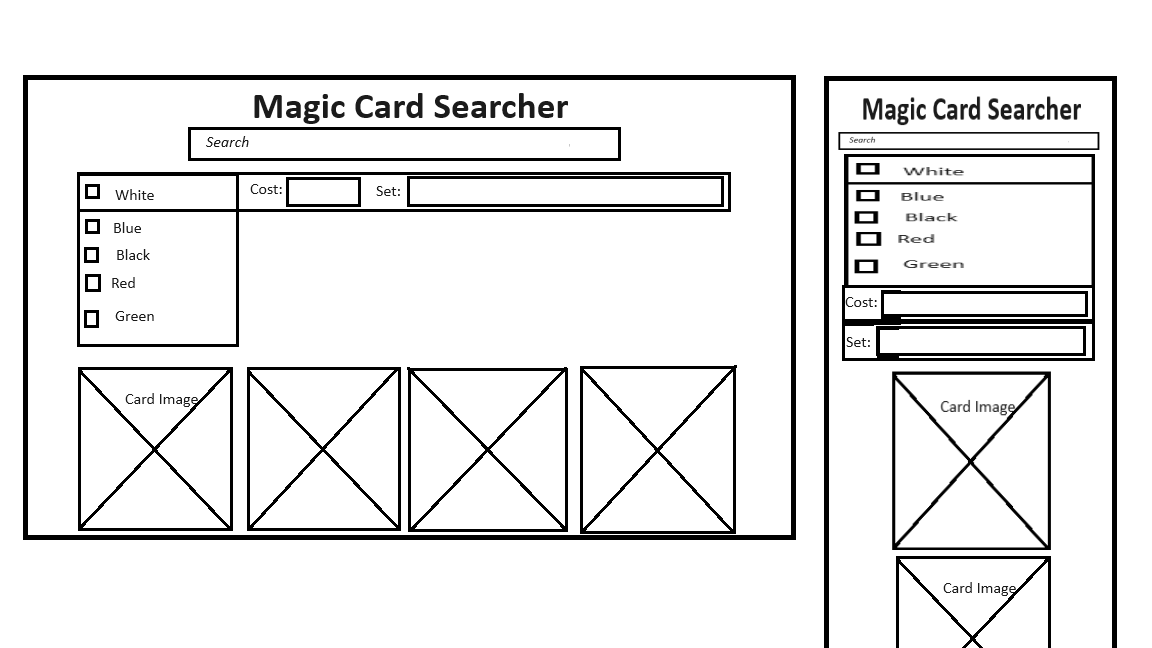 Magic Card Searcher
Search
White
Cost:
Set:
Blue
Black
Red
Green
Card Image
Magic Card Searcher
Search
White
Blue
Black
Red
Green
Cost:
Set:
Card Image
Card Image